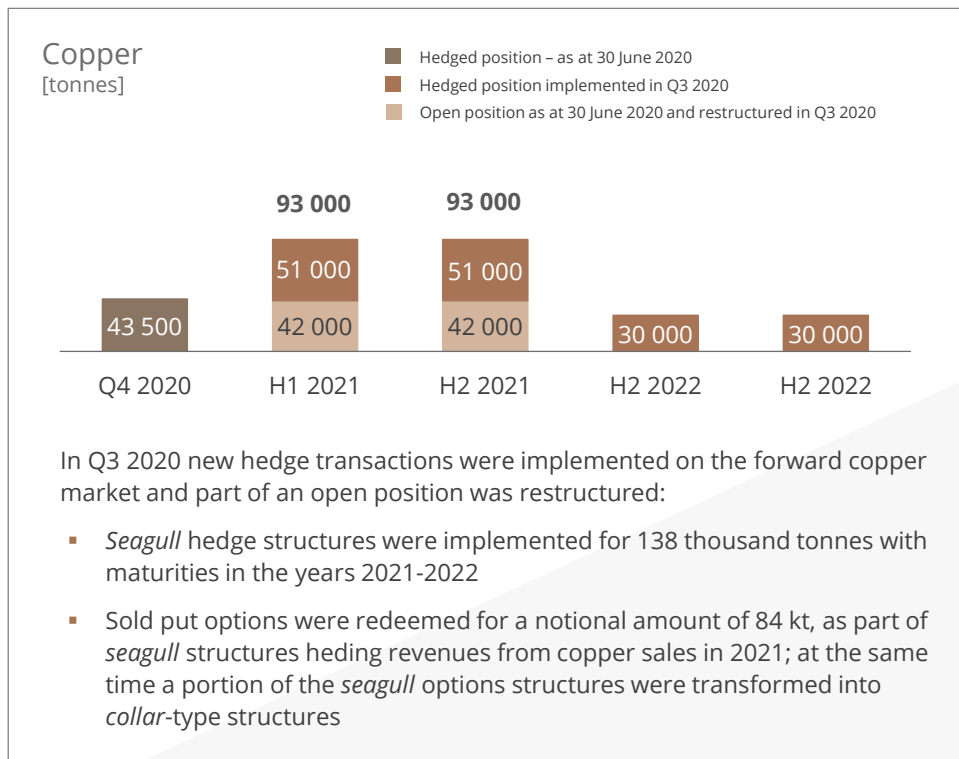 Copper
[tonnes]
Hedged position – as at 30 June 2020
Hedged position implemented in Q3 2020
Open position as at 30 June 2020 and restructured in Q3 2020
93 000
93 000
51 000
51 000
43 500
42 000
42 000
30 000
30 000
Q4 2020
H1 2021
H2 2021
H2 2022
H2 2022
In Q3 2020 new hedge transactions were implemented on the forward copper
market and part of an open position was restructured:
▪ Seagull hedge structures were implemented for 138 thousand tonnes with
maturities in the years 2021-2022
▪ Sold put options were redeemed for a notional amount of 84 kt, as part of
seagull structures heding revenues from copper sales in 2021; at the same
time a portion of the seagull options structures were transformed into
collar-type structures